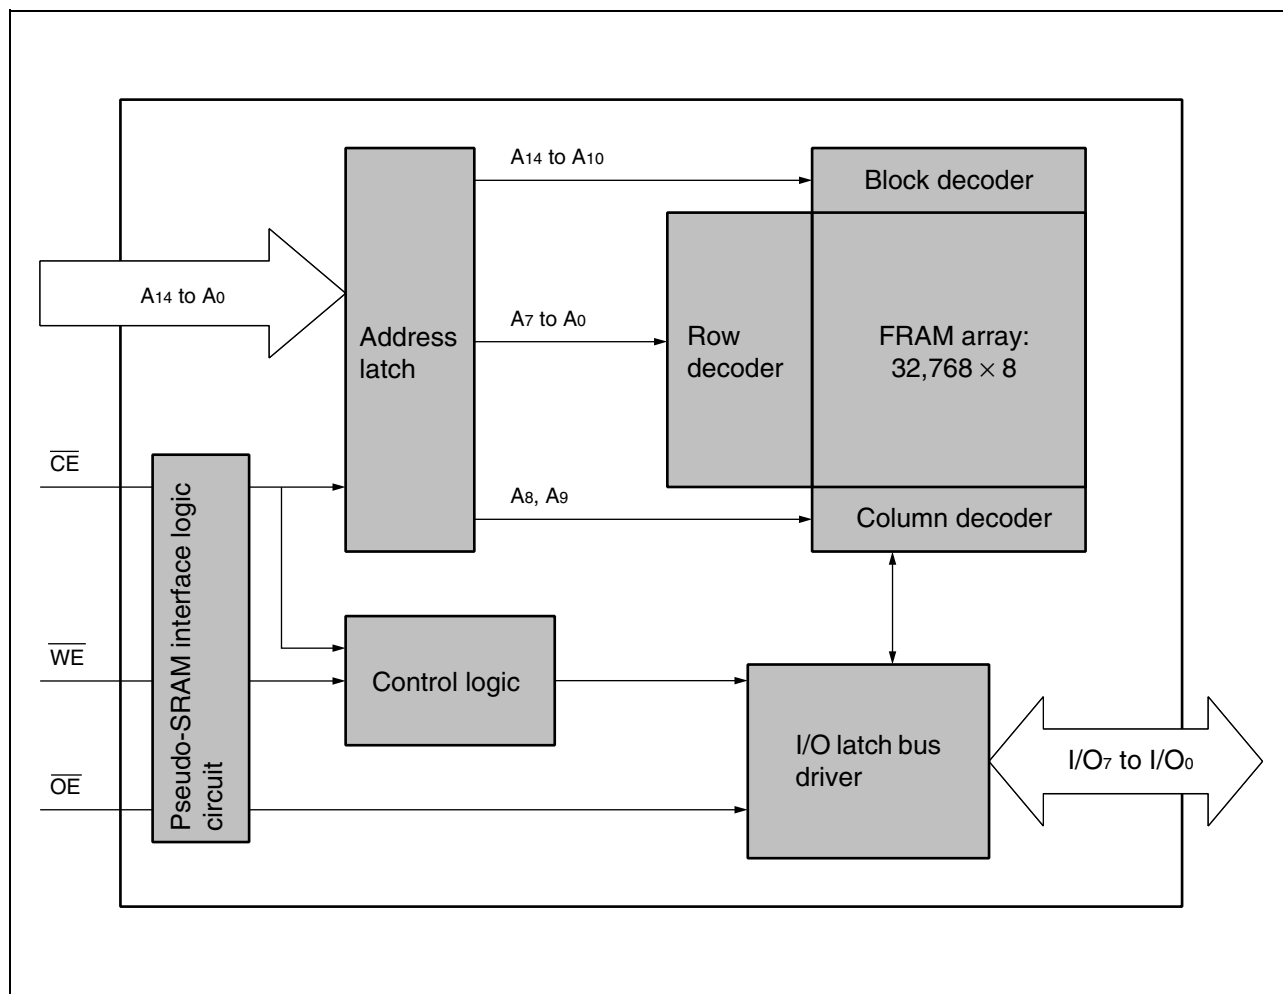 A14 to A10
Block decoder
A14 to A0
Address
latch
A7 to A0
Row
decoder
FRAM array:
32,768 × 8
CE
A8, A9
Column decoder
Pseudo-SRAM interface logic
circuit
WE
Control logic
OE
I/O latch bus
driver
I/O7 to I/O0